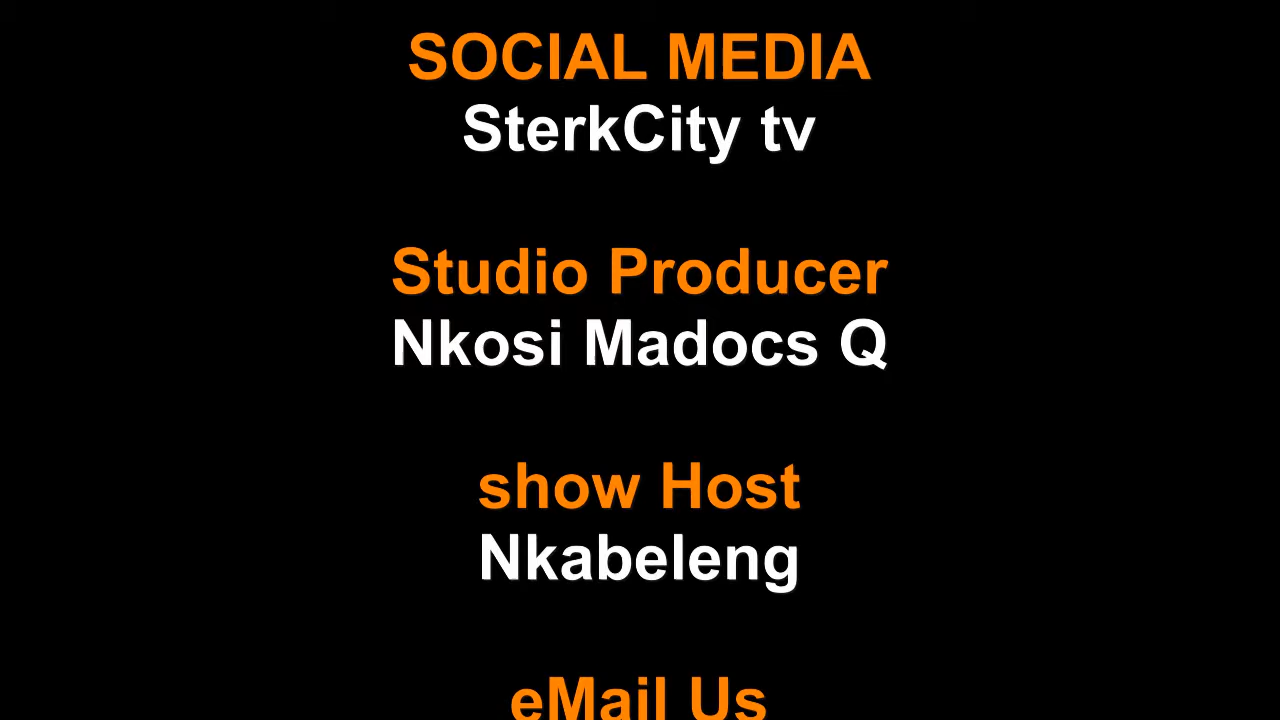 SOCIAL MEDIA
SterkCity tv
Studio Producer
Nkosi Madocs Q
show Host
Nkabeleng
eMail Us